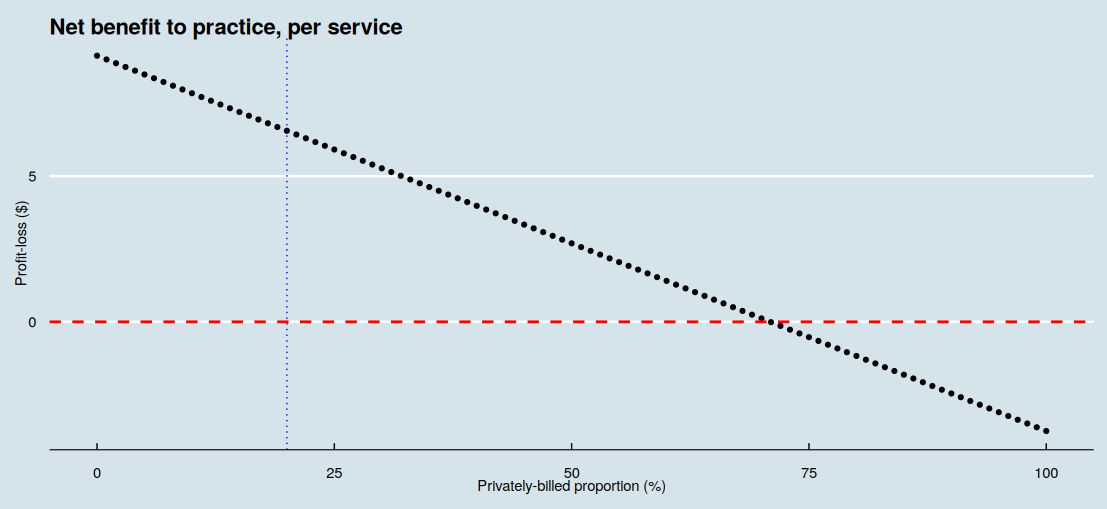 Net benefit to practice, per service
Profit-loss ($)
5
0
0 25 50 75 100
Privately-billed proportion (%)